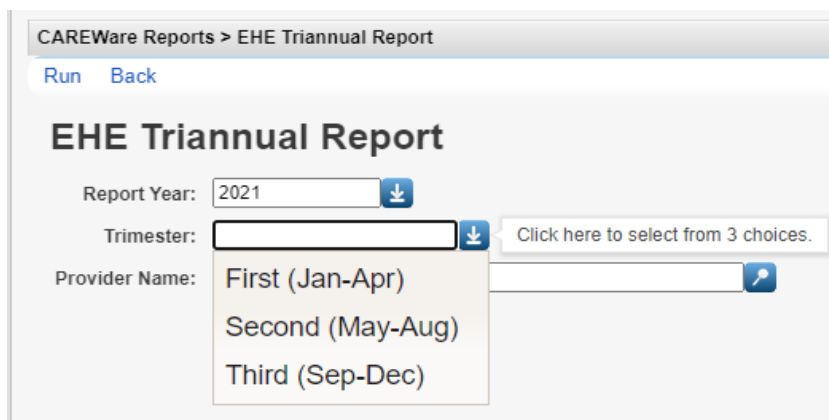 CAREWare Reports > EHE Triannual Report
Run Back
EHE Triannual Report
Report Year: 2021
Trimester: Click here to select from 3 choices.
Provider Name:
First (Jan-Apr)
Second (May-Aug)
Third (Sep-Dec)